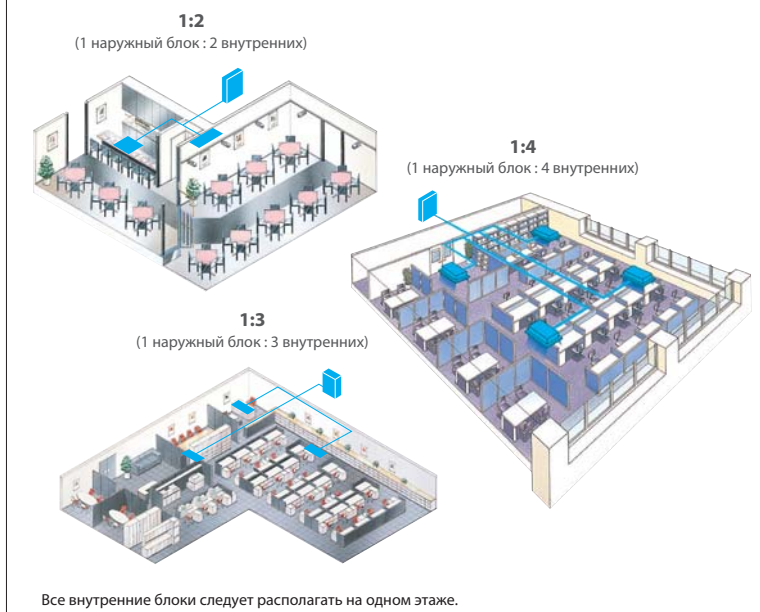 1:2
(1 наружный блок : 2 внутренних)
1:4
(1 наружный блок : 4 внутренних)
1:3
(1 наружный блок : 3 внутренних)
Все внутренние блоки следует располагать на одном этаже.